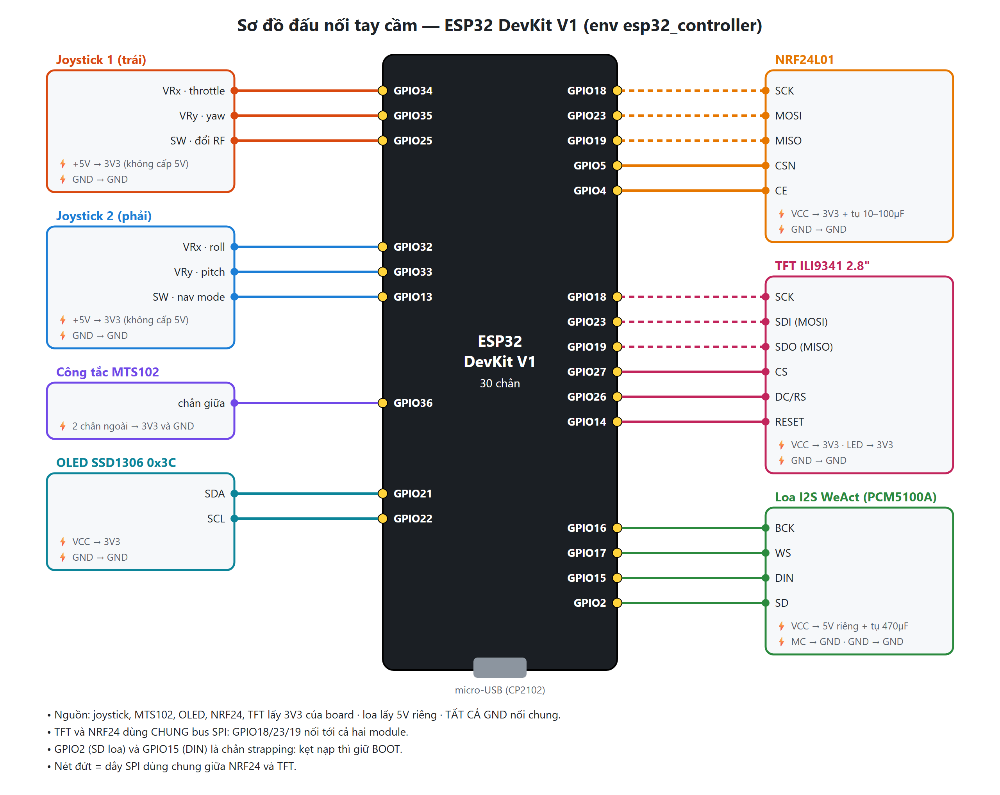 Sơ đồ đấu nối tay cầm — ESP32 DevKit V1 (env esp32_controller)
Joystick 1 (trái)
VRx · throttle
VRy · yaw
SW · đổi RF
+5V → 3V3 (không cấp 5V)
GND → GND
Joystick 2 (phải)
VRx · roll
VRy · pitch
SW · nav mode
+5V → 3V3 (không cấp 5V)
GND → GND
Công tắc MTS102
chân giữa
2 chân ngoài → 3V3 và GND
OLED SSD1306 0x3C
SDA
SCL
VCC → 3V3
GND → GND
GPIO34
GPIO35
GPIO25
GPIO32
GPIO33
GPIO13
GPIO36
GPIO21
GPIO22
ESP32
DevKit V1
30 chân
GPIO18
GPIO23
GPIO19
GPIO5
GPIO4
GPIO18
GPIO23
GPIO19
GPIO27
GPIO26
GPIO14
GPIO16
GPIO17
GPIO15
GPIO2
micro-USB (CP2102)
NRF24L01
SCK
MOSI
MISO
CSN
CE
VCC → 3V3 + tụ 10–100µF
GND → GND
TFT ILI9341 2.8"
SCK
SDI (MOSI)
SDO (MISO)
CS
DC/RS
RESET
VCC → 3V3 · LED → 3V3
GND → GND
Loa I2S WeAct (PCM5100A)
BCK
WS
DIN
SD
VCC → 5V riêng + tụ 470µF
MC → GND · GND → GND
• Nguồn: joystick, MTS102, OLED, NRF24, TFT lấy 3V3 của board · loa lấy 5V riêng · TẤT CẢ GND nối chung.
• TFT và NRF24 dùng CHUNG bus SPI: GPIO18/23/19 nối tới cả hai module.
• GPIO2 (SD loa) và GPIO15 (DIN) là chân strapping: kẹt nạp thì giữ BOOT.
• Nét đứt = dây SPI dùng chung giữa NRF24 và TFT.